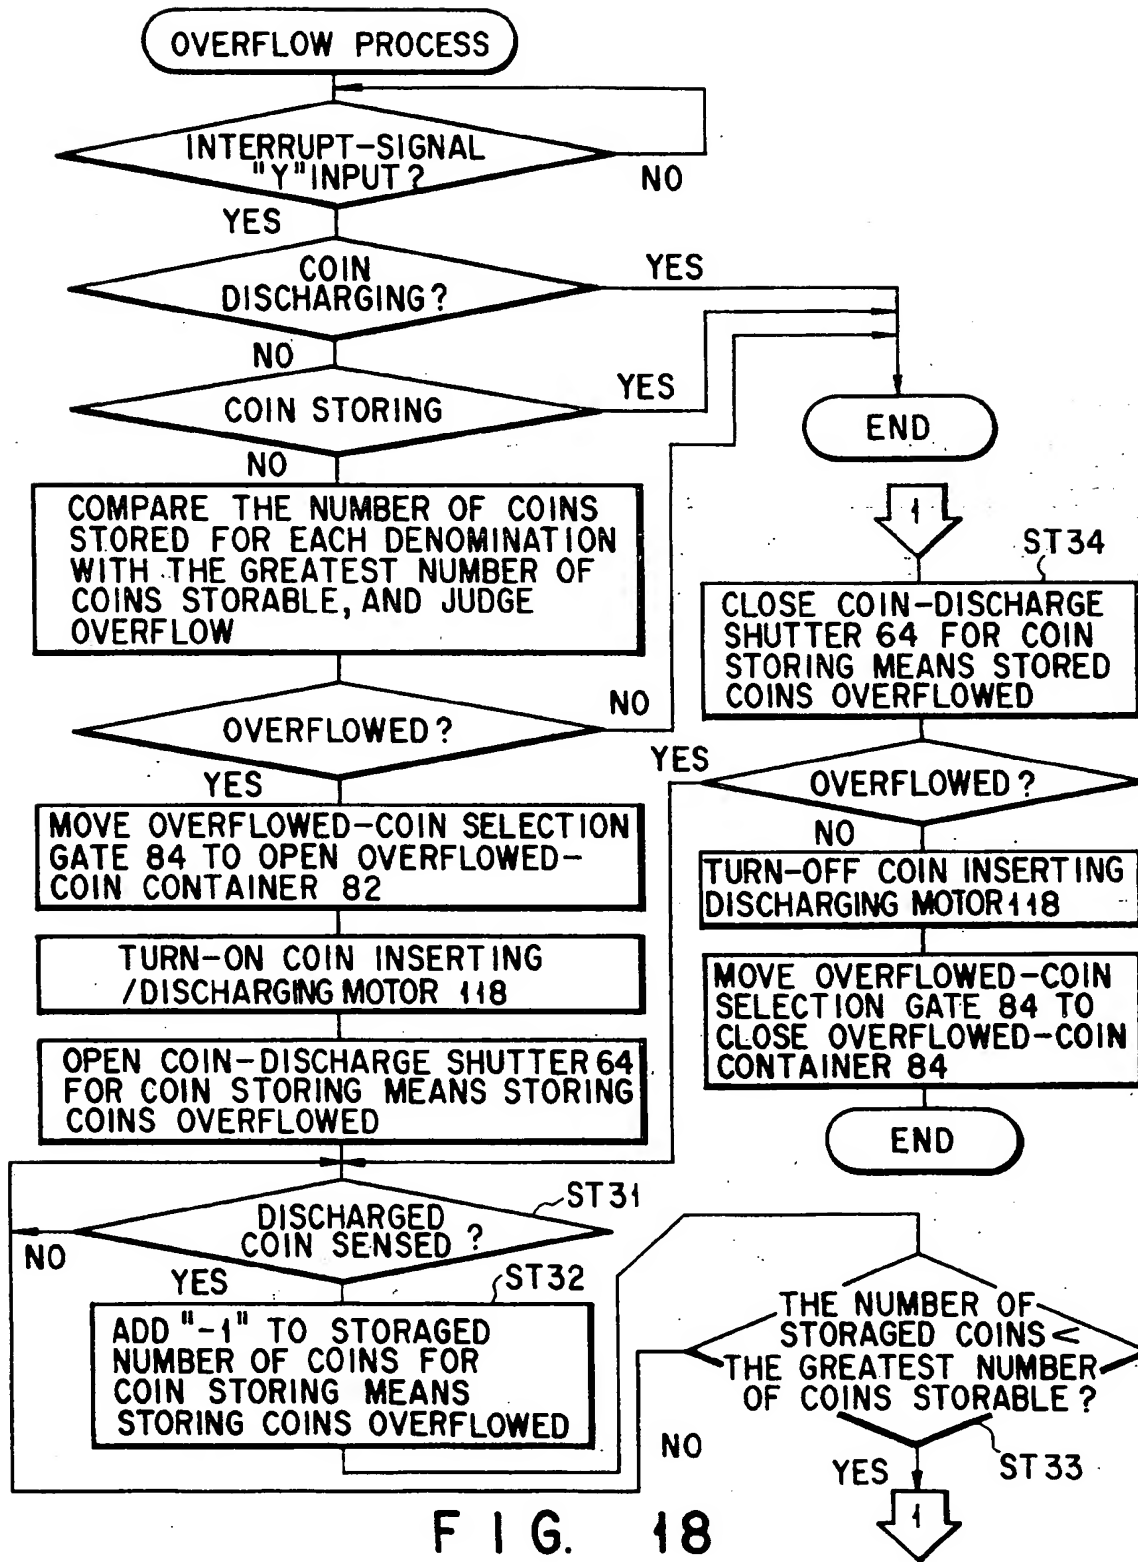 OVERFLOW PROCESS
INTERRUPT-SIGNAL
"Y" INPUT?
NO
YES
COIN
DISCHARGING?
YES
NO
COIN STORING
YES
NO
END
COMPARE THE NUMBER OF COINS
STORED FOR EACH DENOMINATION
WITH THE GREATEST NUMBER OF
COINS STORABLE, AND JUDGE
OVERFLOW
OVERFLOWED?
NO
YES
MOVE OVERFLOWED-COIN SELECTION
GATE 84 TO OPEN OVERFLOWED-
COIN CONTAINER 82
TURN-ON COIN INSERTING
/DISCHARGING MOTOR 118
OPEN COIN-DISCHARGE SHUTTER 64
FOR COIN STORING MEANS STORING
COINS OVERFLOWED
ST31
DISCHARGED
COIN SENSED?
NO
YES
ST32
ADD "-1" TO STORAGED
NUMBER OF COINS FOR
COIN STORING MEANS
STORING COINS OVERFLOWED
THE NUMBER OF
STORAGED COINS <
THE GREATEST NUMBER
OF COINS STORABLE?
NO
ST33
YES
1
1
ST34
CLOSE COIN-DISCHARGE
SHUTTER 64 FOR COIN
STORING MEANS STORED
COINS OVERFLOWED
YES
OVERFLOWED?
NO
TURN-OFF COIN INSERTING
DISCHARGING MOTOR 118
MOVE OVERFLOWED-COIN
SELECTION GATE 84 TO
CLOSE OVERFLOWED-COIN
CONTAINER 84
END
FIG. 18